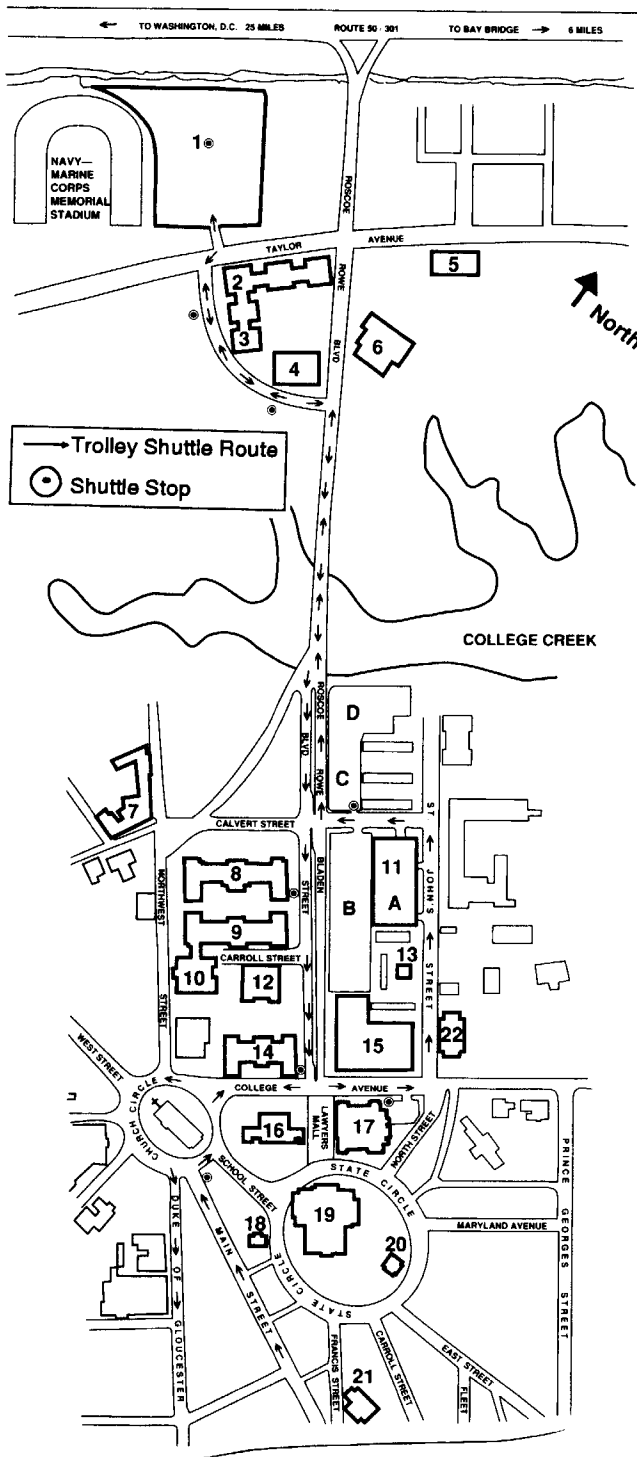 ← TO WASHINGTON, D.C. 25 MILES ROUTE 50 - 301 TO BAY BRIDGE → 6 MILES
1
NAVY—
MARINE
CORPS
MEMORIAL
STADIUM
ROSCOE
TAYLOR AVENUE
2
5
ROWE
North
3
4
6
BLVD
→ Trolley Shuttle Route
Shuttle Stop
COLLEGE CREEK
ROSCOE
D
BLVD
ROWE
C
7
ST.
CALVERT STREET
BLADEN
8
STREET
11
JOHN'S
NORTHWEST
B
A
9
CARROLL STREET
13
10
12
STREET
STREET
22
WEST STREET
14
15
COLLEGE AVENUE
CHURCH CIRCLE
16
LAWYERS
MALL
17
NORTH STREET
SCHOOL STREET
STATE CIRCLE
PRINCE GEORGES STREET
18
19
MARYLAND AVENUE
20
DUKE OF GLOUCESTER
MAIN STREET
STATE CIRCLE
FRANCIS STREET
CARROLL STREET
EAST STREET
21
FLEET